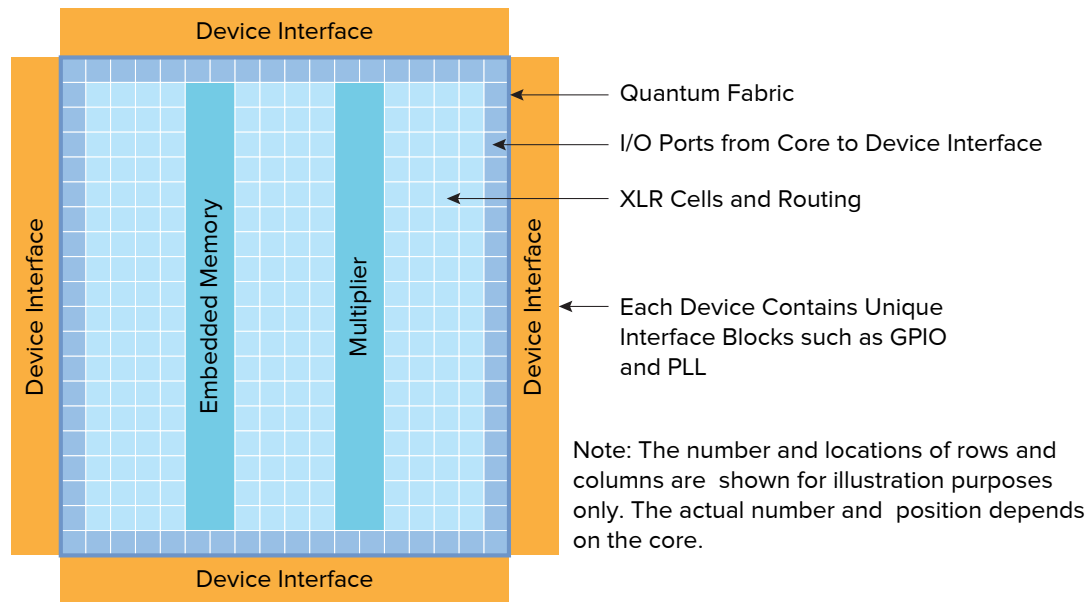 Device Interface
Quantum Fabric
I/O Ports from Core to Device Interface
XLR Cells and Routing
Device Interface
Embedded Memory
Multiplier
Device Interface
Each Device Contains Unique
Interface Blocks such as GPIO
and PLL
Note: The number and locations of rows and
columns are shown for illustration purposes
only. The actual number and position depends
on the core.
Device Interface